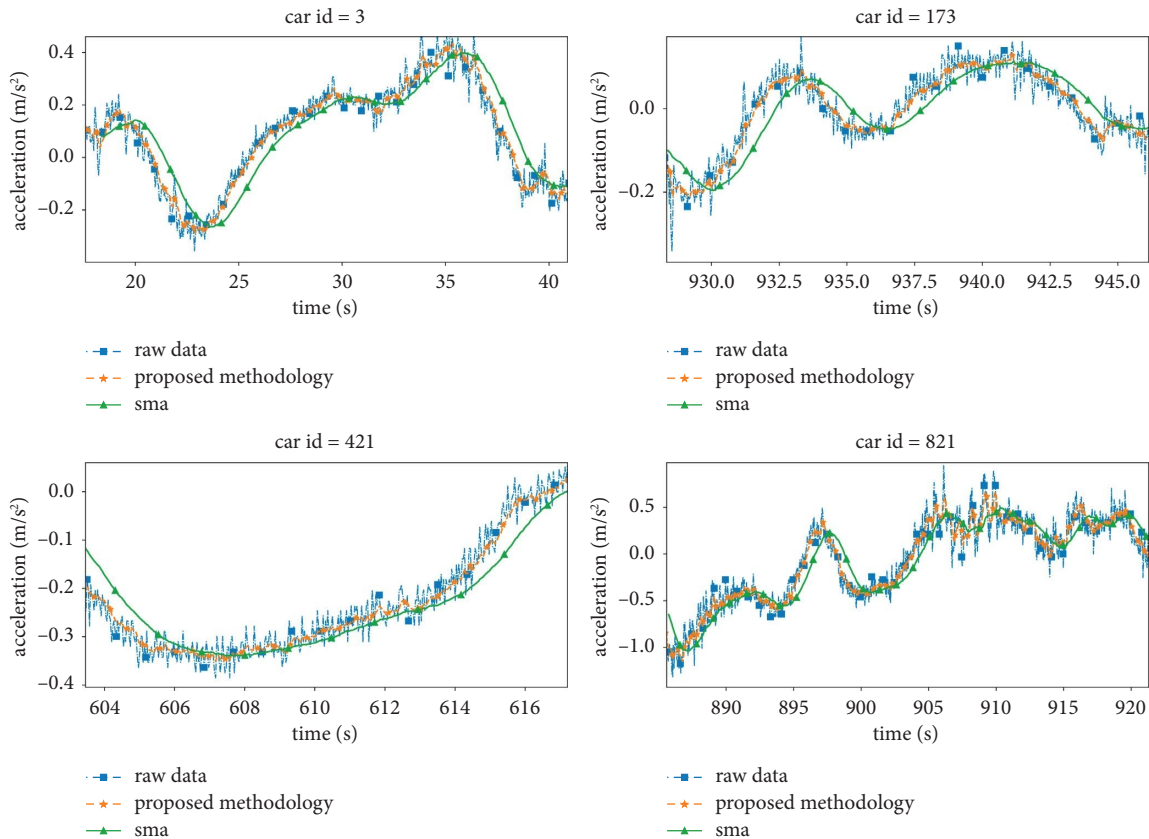 car id = 3
acceleration (m/s²)
0.4
0.2
0.0
–0.2
20 25 30 35 40
time (s)
raw data
proposed methodology
sma
car id = 173
acceleration (m/s²)
0.0
–0.2
930.0 932.5 935.0 937.5 940.0 942.5 945.0
time (s)
raw data
proposed methodology
sma
car id = 421
acceleration (m/s²)
0.0
–0.1
–0.2
–0.3
–0.4
604 606 608 610 612 614 616
time (s)
raw data
proposed methodology
sma
car id = 821
acceleration (m/s²)
0.5
0.0
–0.5
–1.0
890 895 900 905 910 915 920
time (s)
raw data
proposed methodology
sma